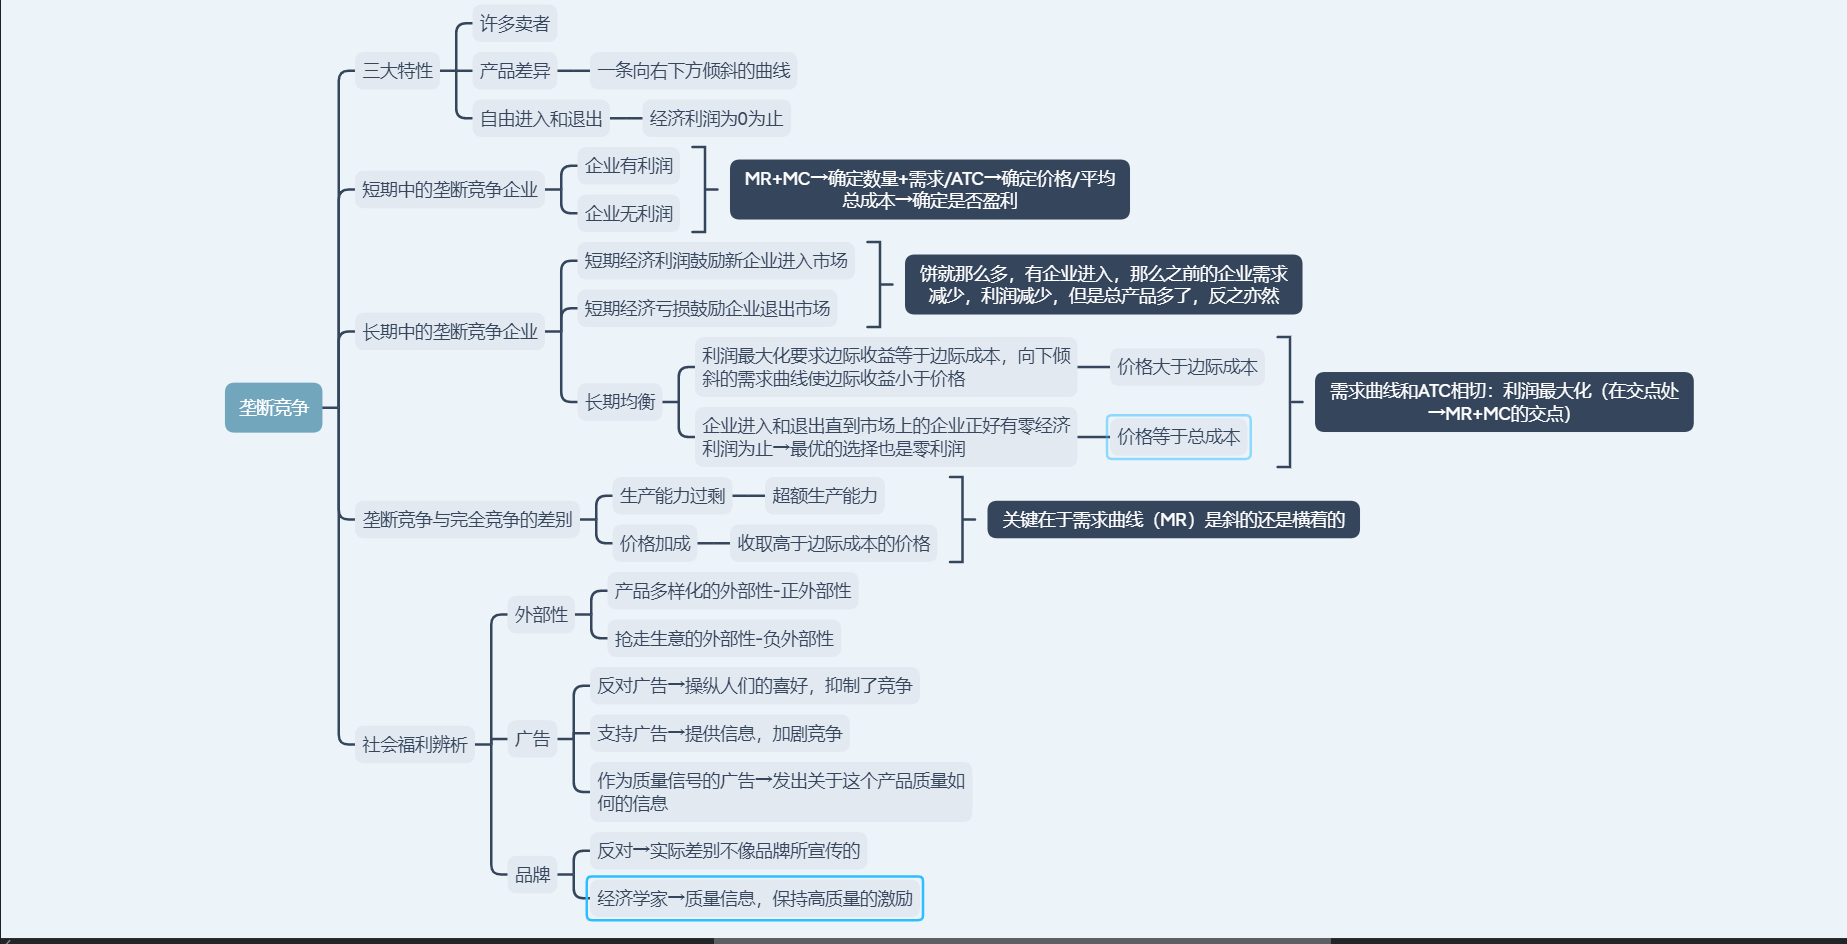 垄断竞争
三大特性
许多卖者
产品差异
一条向右下方倾斜的曲线
自由进入和退出
经济利润为0为止
短期中的垄断竞争企业
企业有利润
企业无利润
MR+MC→确定数量+需求/ATC→确定价格/平均
总成本→确定是否盈利
长期中的垄断竞争企业
短期经济利润鼓励新企业进入市场
短期经济亏损鼓励企业退出市场
饼就那么多，有企业进入，那么之前的企业需求
减少，利润减少，但是总产品多了，反之亦然
长期均衡
利润最大化要求边际收益等于边际成本，向下倾
斜的需求曲线使边际收益小于价格
价格大于边际成本
企业进入和退出直到市场上的企业正好有零经济
利润为止→最优的选择也是零利润
价格等于总成本
需求曲线和ATC相切：利润最大化（在交点处
→MR+MC的交点）
垄断竞争与完全竞争的差别
生产能力过剩
超额生产能力
价格加成
收取高于边际成本的价格
关键在于需求曲线（MR）是斜的还是横着的
社会福利辨析
外部性
产品多样化的外部性-正外部性
抢走生意的外部性-负外部性
广告
反对广告→操纵人们的喜好，抑制了竞争
支持广告→提供信息，加剧竞争
作为质量信号的广告→发出关于这个产品质量如
何的信息
品牌
反对→实际差别不像品牌所宣传的
经济学家→质量信息，保持高质量的激励